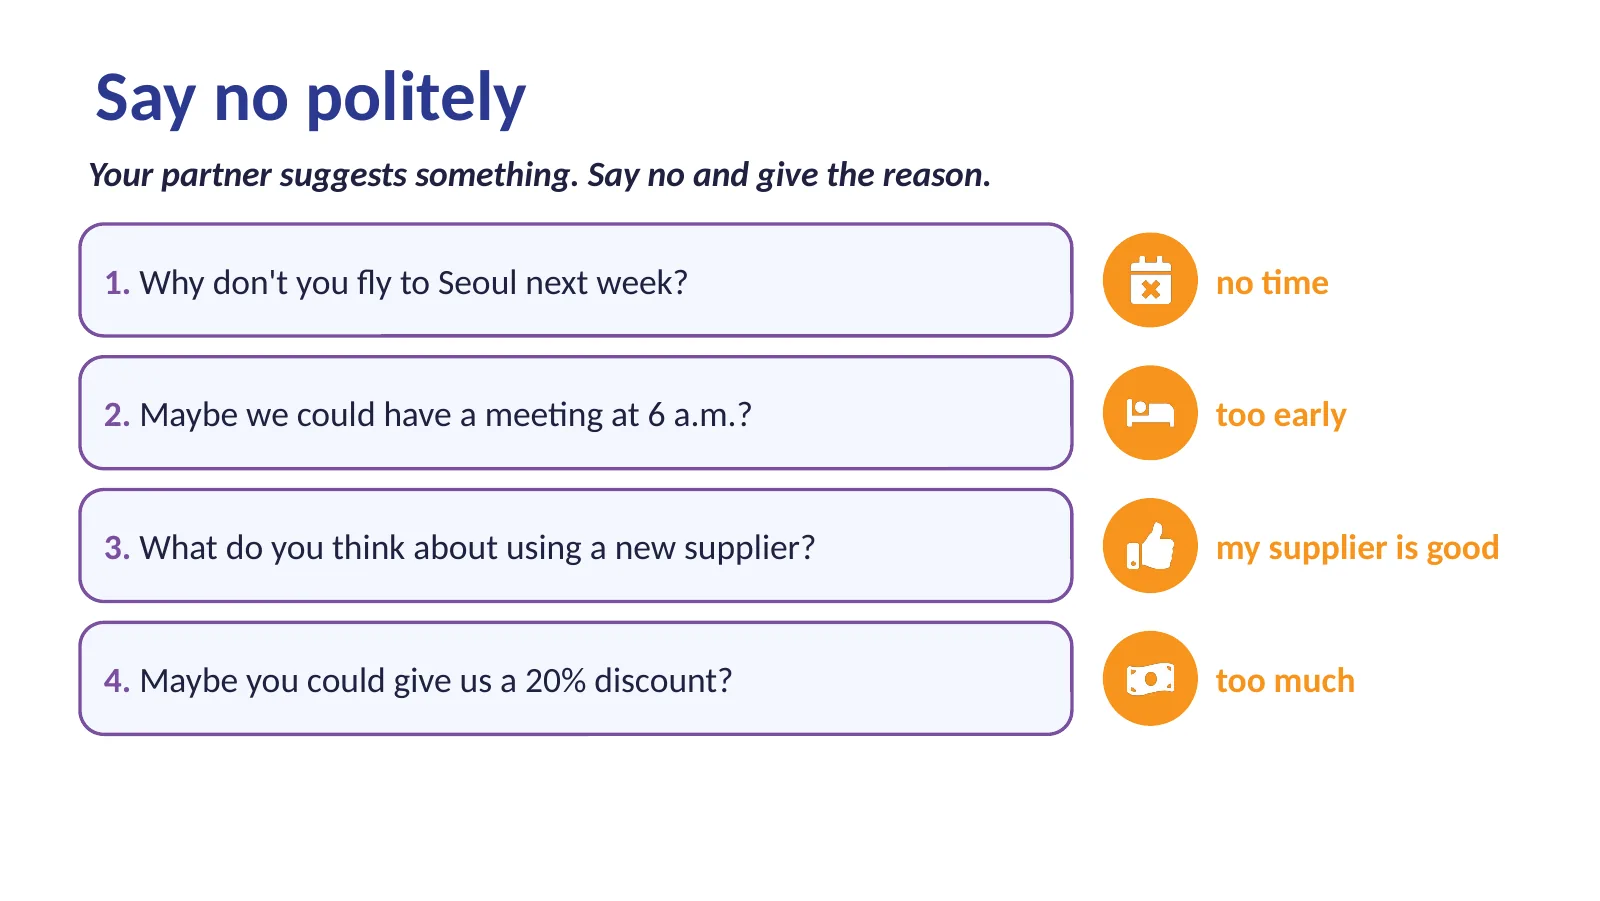 Say no politely
Your partner suggests something. Say no and give the reason.
1. Why don't you fly to Seoul next week?
no time
2. Maybe we could have a meeting at 6 a.m.?
too early
3. What do you think about using a new supplier?
my supplier is good
4. Maybe you could give us a 20% discount?
too much